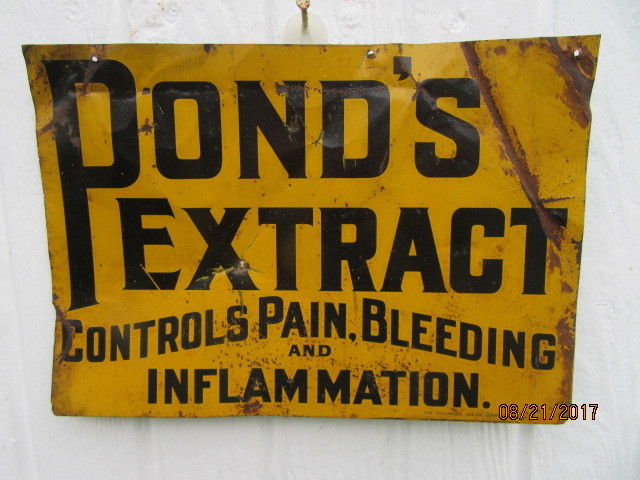 POND'S
EXTRACT
CONTROLS PAIN, BLEEDING
AND
INFLAMMATION.
08/21/2017